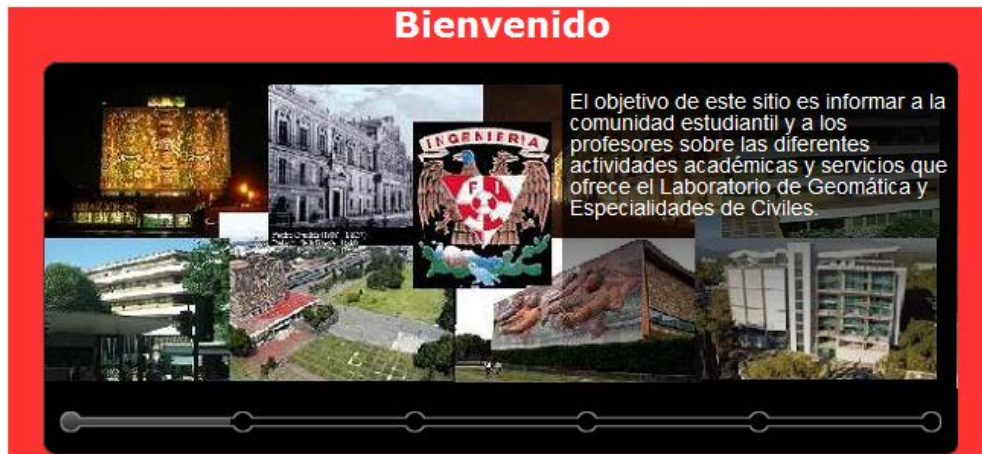 Bienvenido
El objetivo de este sitio es informar a la
comunidad estudiantil y a los
profesores sobre las diferentes
actividades académicas y servicios que
ofrece el Laboratorio de Geomática y
Especialidades de Civiles.
INGENIERIA
F I